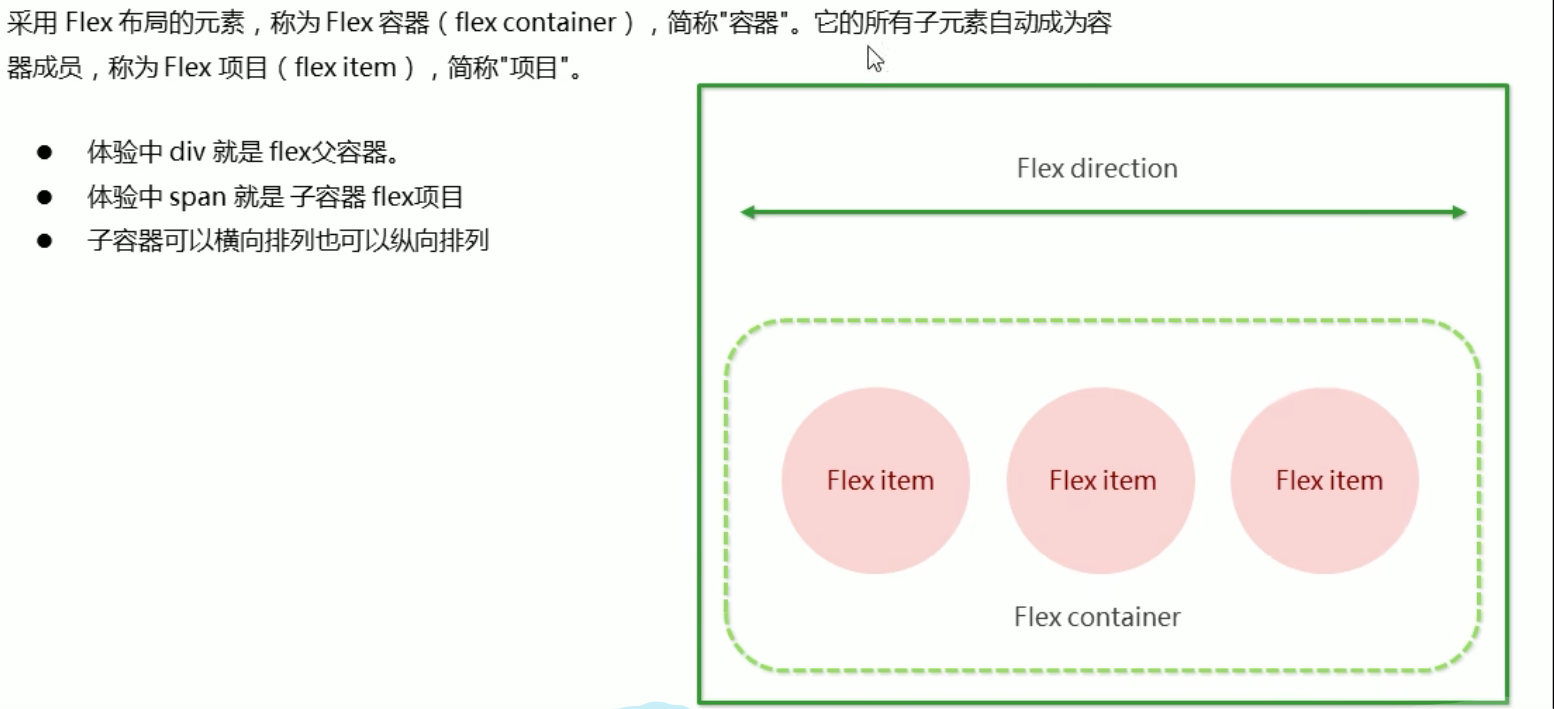 采用 Flex 布局的元素，称为 Flex 容器（flex container），简称"容器"。它的所有子元素自动成为容
器成员，称为 Flex 项目（flex item），简称"项目"。
● 体验中 div 就是 flex父容器。
● 体验中 span 就是 子容器 flex项目
● 子容器可以横向排列也可以纵向排列
Flex direction
Flex item Flex item Flex item
Flex container